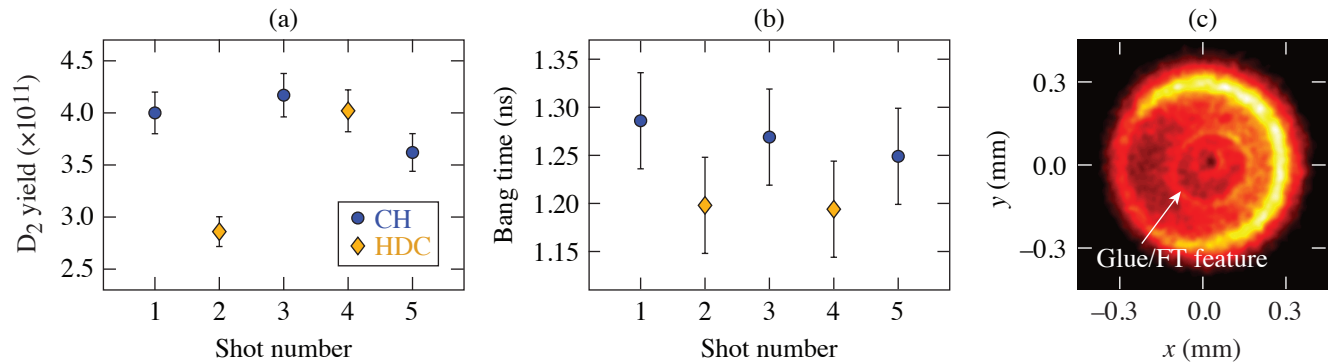 (a)
D₂ yield (×10¹¹)
4.5
4.0
3.5
3.0
2.5
1 2 3 4 5
Shot number
CH
HDC
(b)
Bang time (ns)
1.35
1.30
1.25
1.20
1.15
1 2 3 4 5
Shot number
(c)
y (mm)
0.3
0.0
–0.3
Glue/FT feature
–0.3 0.0 0.3
x (mm)